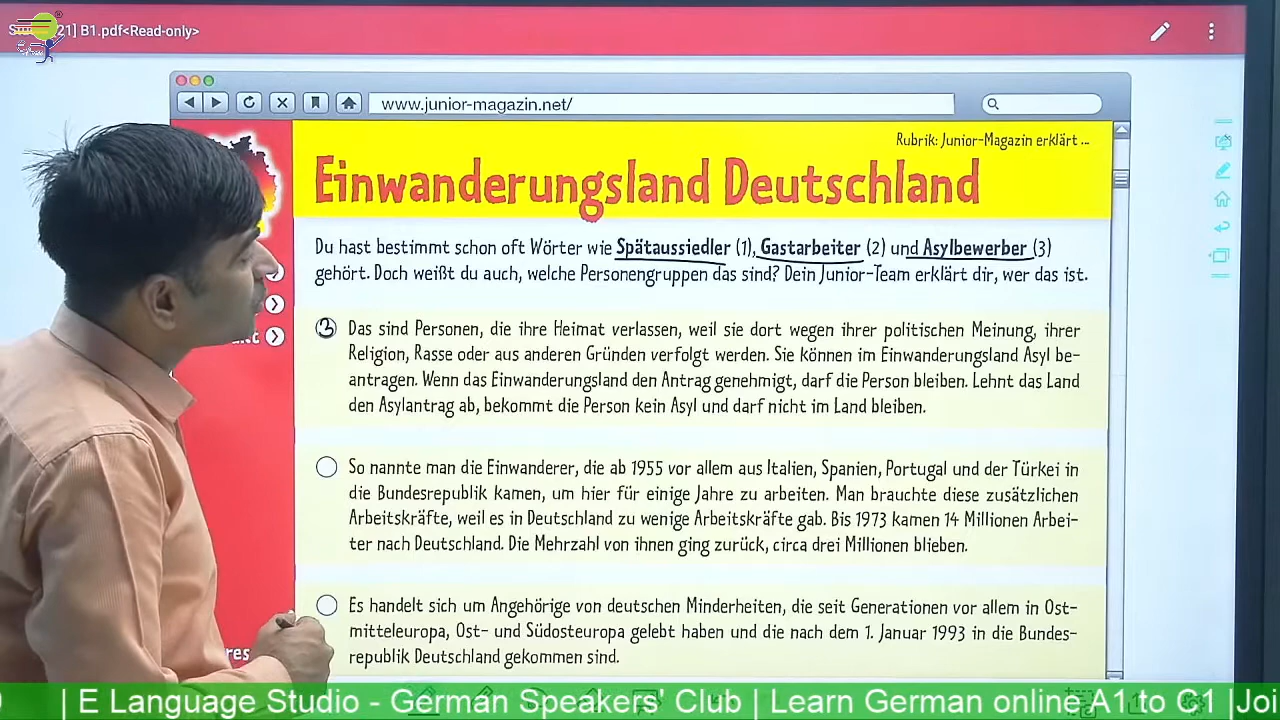 21] B1.pdf<Read-only>
www.junior-magazin.net/
Rubrik: Junior-Magazin erklärt ...
Einwanderungsland Deutschland
Du hast bestimmt schon oft Wörter wie Spätaussiedler (1), Gastarbeiter (2) und Asylbewerber (3)
gehört. Doch weißt du auch, welche Personengruppen das sind? Dein Junior-Team erklärt dir, wer das ist.
3 Das sind Personen, die ihre Heimat verlassen, weil sie dort wegen ihrer politischen Meinung, ihrer
Religion, Rasse oder aus anderen Gründen verfolgt werden. Sie können im Einwanderungsland Asyl be-
antragen. Wenn das Einwanderungsland den Antrag genehmigt, darf die Person bleiben. Lehnt das Land
den Asylantrag ab, bekommt die Person kein Asyl und darf nicht im Land bleiben.
So nannte man die Einwanderer, die ab 1955 vor allem aus Italien, Spanien, Portugal und der Türkei in
die Bundesrepublik kamen, um hier für einige Jahre zu arbeiten. Man brauchte diese zusätzlichen
Arbeitskräfte, weil es in Deutschland zu wenige Arbeitskräfte gab. Bis 1973 kamen 14 Millionen Arbei-
ter nach Deutschland. Die Mehrzahl von ihnen ging zurück, circa drei Millionen blieben.
Es handelt sich um Angehörige von deutschen Minderheiten, die seit Generationen vor allem in Ost-
mitteleuropa, Ost- und Südosteuropa gelebt haben und die nach dem 1. Januar 1993 in die Bundes-
republik Deutschland gekommen sind.
| E Language Studio - German Speakers' Club | Learn German online A1 to C1 |Joi